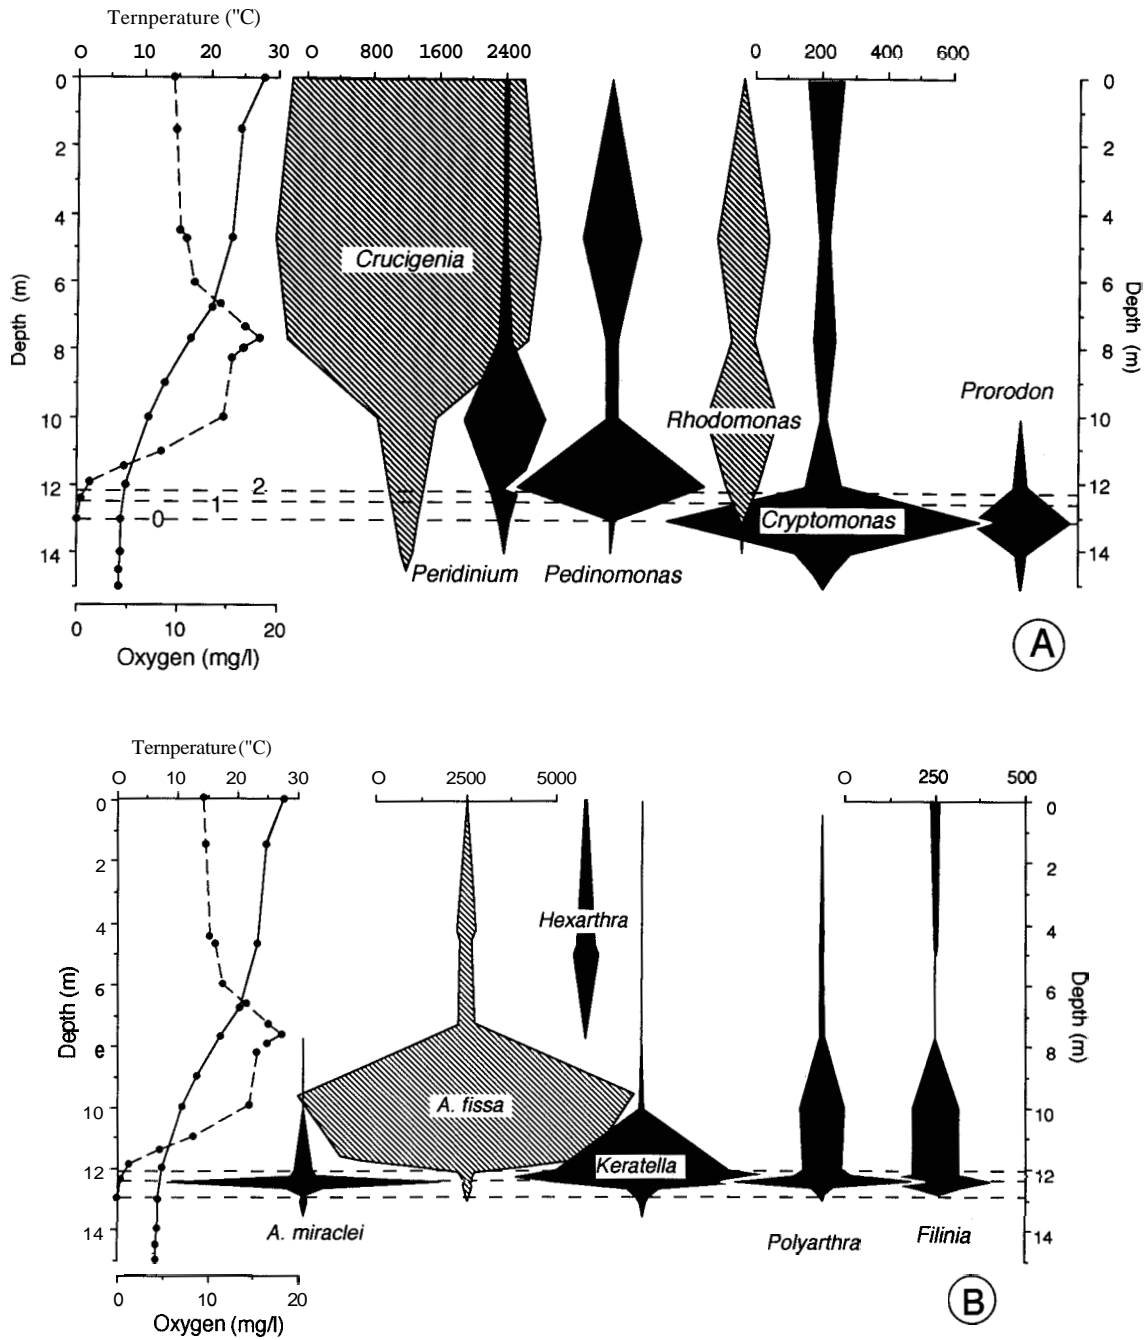 Ternperature (''C)
0 10 20 30 O 800 1600 2400 0 200 400 600
0 0
2 2
4 4
Crucigenia
6 6
Depth (m) Depth (m)
8 8
Prorodon
10 Rhodomonas 10
12 2 12
1
0 Cryptomonas
14 14
Peridinium Pedinomonas
0 10 20
Oxygen (mg/l)
A
Ternperature (''C)
0 10 20 30 O 2500 5000 O 250 500
0 0
2 2
Hexarthra
4 4
6 6
Depth (m) Depth (m)
e 8
10 A. fissa 10
12 Keratella 12
14 A. miraclei Polyarthra Filinia 14
0 10 20
Oxygen (mg/l)
B